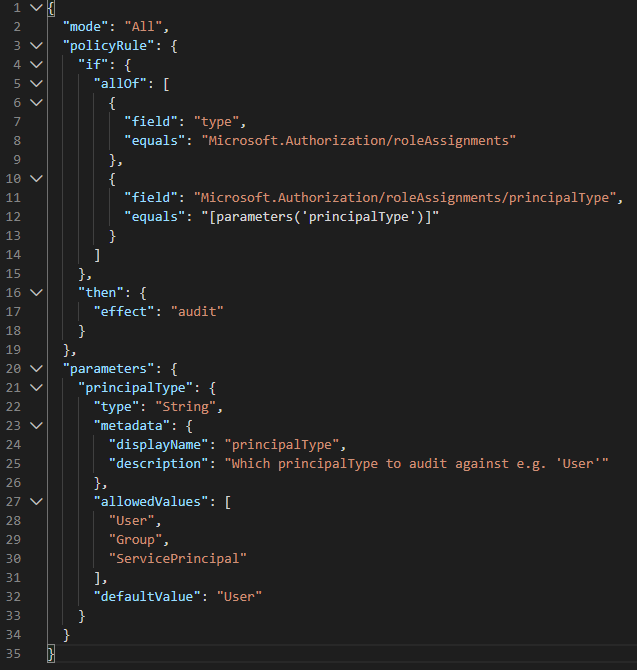 1 {
2   "mode": "All",
3   "policyRule": {
4     "if": {
5       "allOf": [
6         {
7           "field": "type",
8           "equals": "Microsoft.Authorization/roleAssignments"
9         },
10         {
11           "field": "Microsoft.Authorization/roleAssignments/principalType",
12           "equals": "[parameters('principalType')]"
13         }
14       ]
15     },
16     "then": {
17       "effect": "audit"
18     }
19   },
20   "parameters": {
21     "principalType": {
22       "type": "String",
23       "metadata": {
24         "displayName": "principalType",
25         "description": "Which principalType to audit against e.g. 'User'"
26       },
27       "allowedValues": [
28         "User",
29         "Group",
30         "ServicePrincipal"
31       ],
32       "defaultValue": "User"
33     }
34   }
35 }